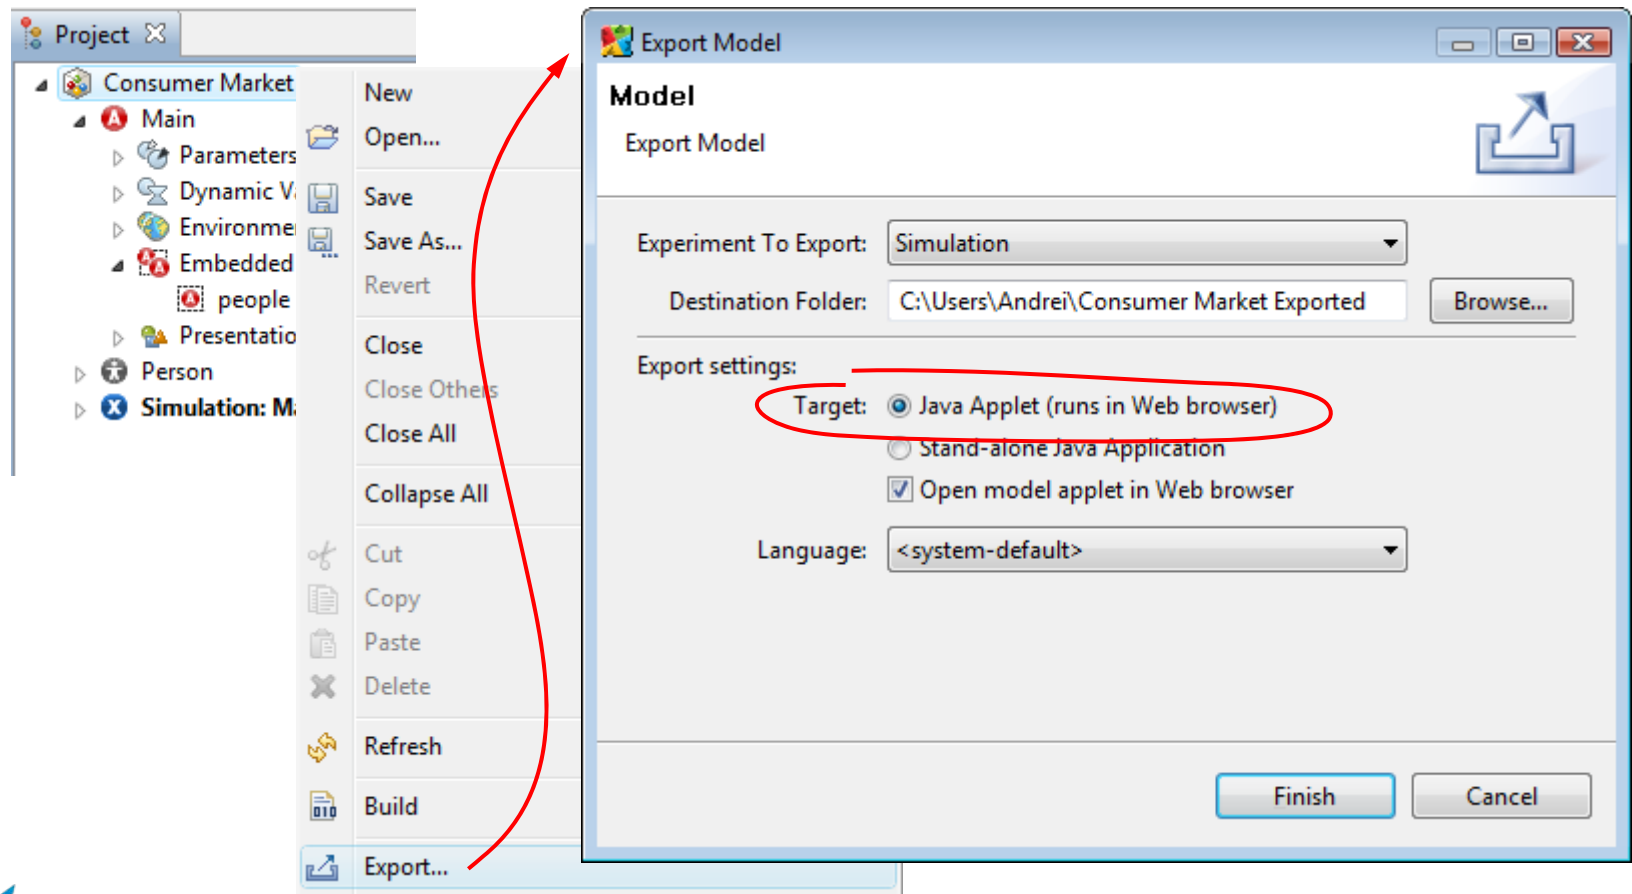 Project
Consumer Market
Main
Parameters
Dynamic Va
Environme
Embedded
people
Presentatio
Person
Simulation: Ma
New
Open...
Save
Save As...
Revert
Close
Close Others
Close All
Collapse All
Cut
Copy
Paste
Delete
Refresh
Build
Export...
Export Model
Model
Export Model
Experiment To Export: Simulation
Destination Folder: C:\Users\Andrei\Consumer Market Exported Browse...
Export settings:
Target: Java Applet (runs in Web browser)
Stand-alone Java Application
Open model applet in Web browser
Language: <system-default>
Finish Cancel